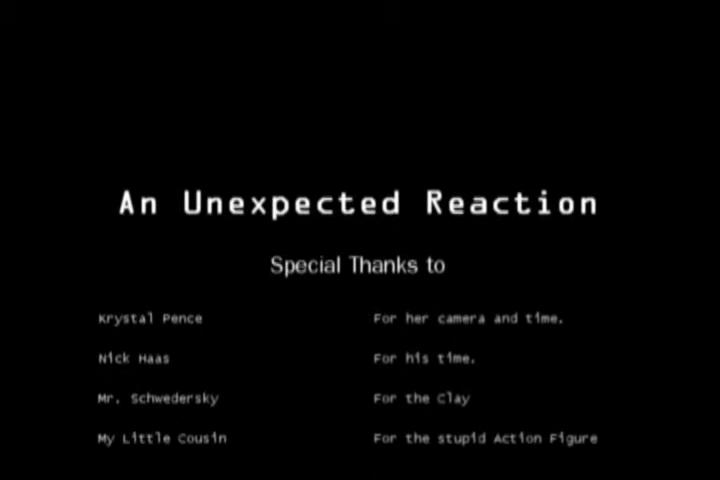 An Unexpected Reaction
Special Thanks to
Krystal Pence For her camera and time.
Nick Haas For his time.
Mr. Schwedersky For the Clay
My Little Cousin For the stupid Action Figure